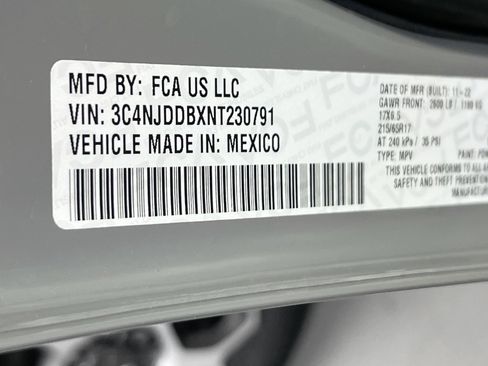 MFD BY: FCA US LLC
VIN: 3C4NJDDBXNT230791
VEHICLE MADE IN: MEXICO
DATE OF MFR (BUILT): 11-22
GAWR FRONT: 2600 LB / 1180 KG
17X6.5
215/65R17
AT 240 kPa / 35 PSI
TYPE: MPV
THIS VEHICLE CONFORMS TO ALL
SAFETY AND THEFT PREVENTION